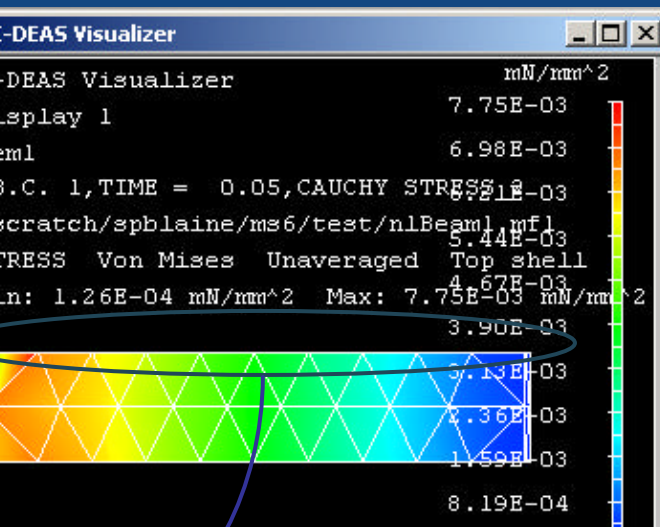 -DEAS Visualizer
-DEAS Visualizer
mN/mm^2
isplay 1
7.75E-03
eml
6.98E-03
B.C. 1,TIME = 0.05,CAUCHY STRESS 2
6.21E-03
scratch/spblaine/ms6/test/nlBeaml.mfl
5.44E-03
TRESS Von Mises Unaveraged Top shell
4.67E-03
in: 1.26E-04 mN/mm^2 Max: 7.75E-03 mN/mm^2
3.90E-03
3.13E-03
2.36E-03
1.59E-03
8.19E-04